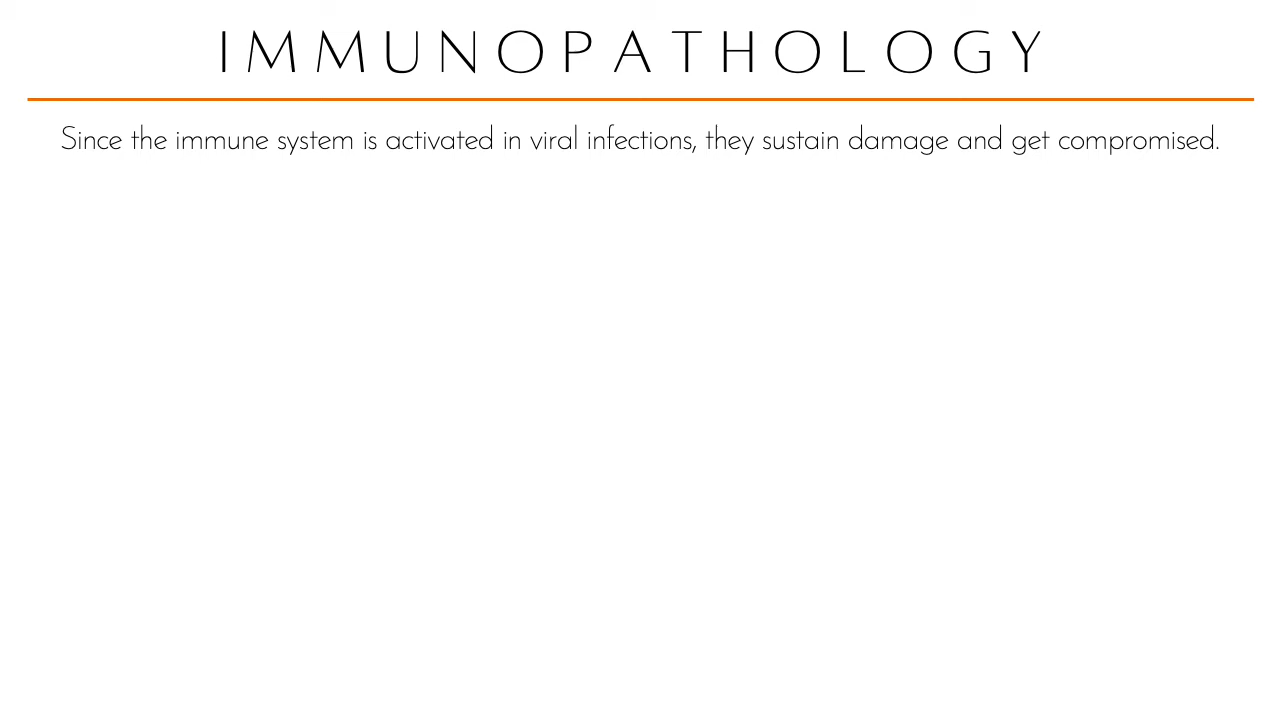 IMMUNOPATHOLOGY
Since the immune system is activated in viral infections, they sustain damage and get compromised.